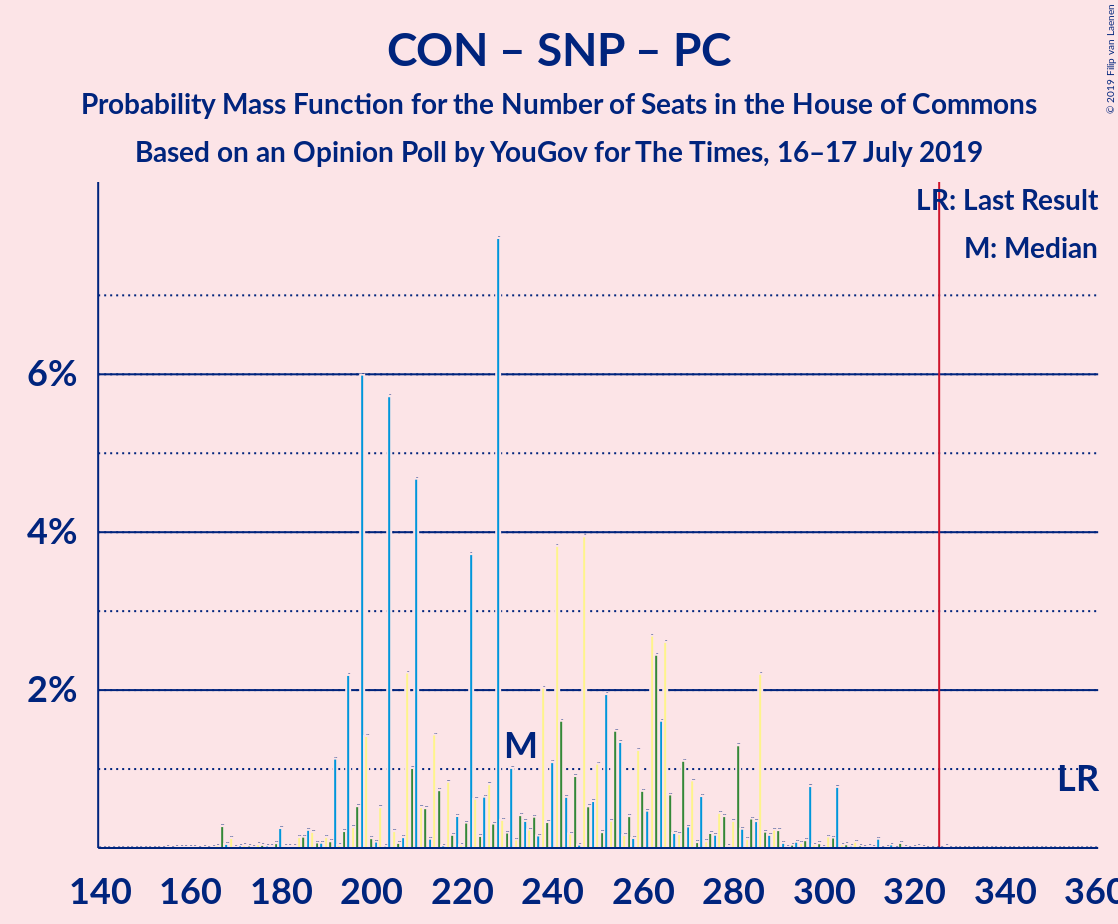 CON – SNP – PC
Probability Mass Function for the Number of Seats in the House of Commons
Based on an Opinion Poll by YouGov for The Times, 16–17 July 2019
© 2019 Filip van Laenen
LR: Last Result
M: Median
6%
4%
2%
M
LR
140 160 180 200 220 240 260 280 300 320 340 360